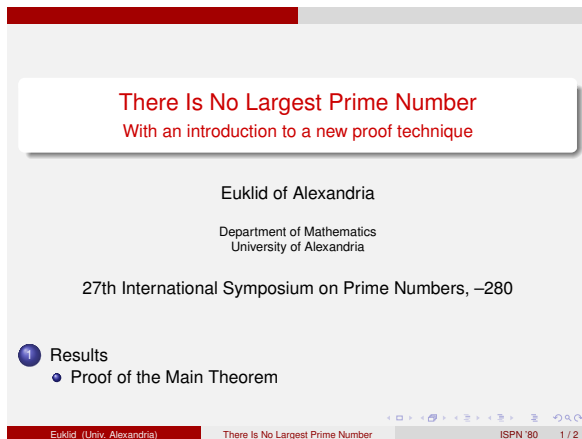 There Is No Largest Prime Number
With an introduction to a new proof technique
Euklid of Alexandria
Department of Mathematics
University of Alexandria
27th International Symposium on Prime Numbers, –280
1 Results
Proof of the Main Theorem
Euklid (Univ. Alexandria) There Is No Largest Prime Number ISPN '80 1 / 2